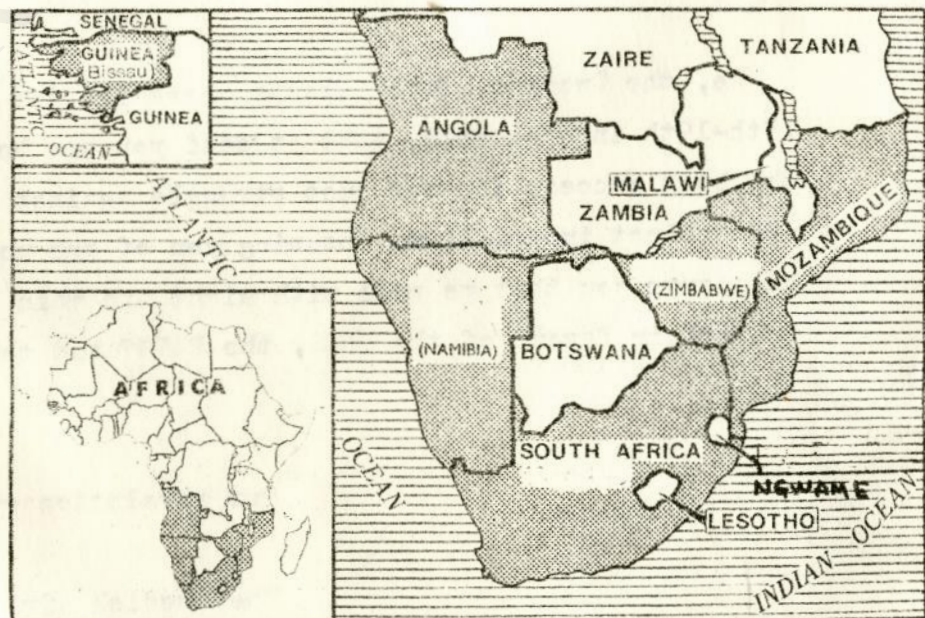 SENEGAL
GUINEA
(Bissau)
GUINEA
ATLANTIC
OCEAN
ATLANTIC
OCEAN
AFRICA
ZAIRE
TANZANIA
ANGOLA
MALAWI
ZAMBIA
MOZAMBIQUE
(ZIMBABWE)
(NAMIBIA)
BOTSWANA
SOUTH AFRICA
NGWAME
LESOTHO
INDIAN OCEAN